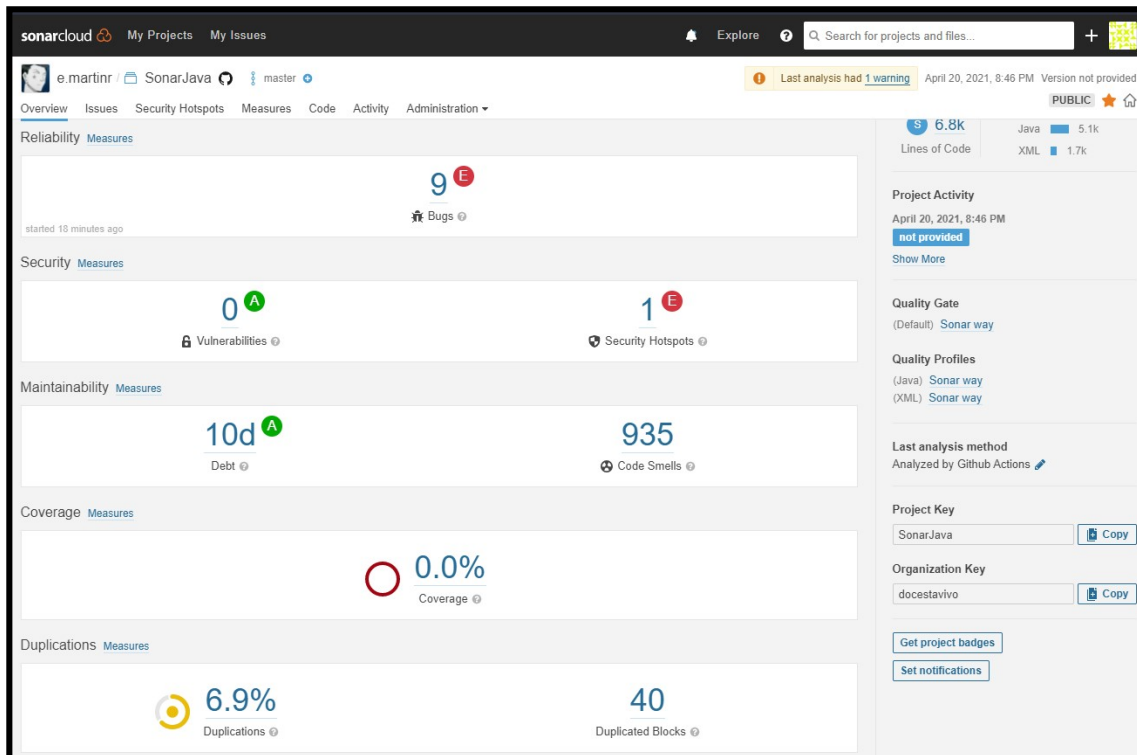 sonarcloud My Projects My Issues Explore Search for projects and files...
e.martinr / SonarJava master Last analysis had 1 warning April 20, 2021, 8:46 PM Version not provided
Overview Issues Security Hotspots Measures Code Activity Administration PUBLIC
Reliability Measures
9 E
Bugs
started 18 minutes ago
Security Measures
0 A 1 E
Vulnerabilities Security Hotspots
Maintainability Measures
10d A 935
Debt Code Smells
Coverage Measures
0.0%
Coverage
Duplications Measures
6.9% 40
Duplications Duplicated Blocks
S 6.8k Java 5.1k
Lines of Code XML 1.7k
Project Activity
April 20, 2021, 8:46 PM
not provided
Show More
Quality Gate
(Default) Sonar way
Quality Profiles
(Java) Sonar way
(XML) Sonar way
Last analysis method
Analyzed by Github Actions
Project Key
SonarJava Copy
Organization Key
docestavivo Copy
Get project badges
Set notifications